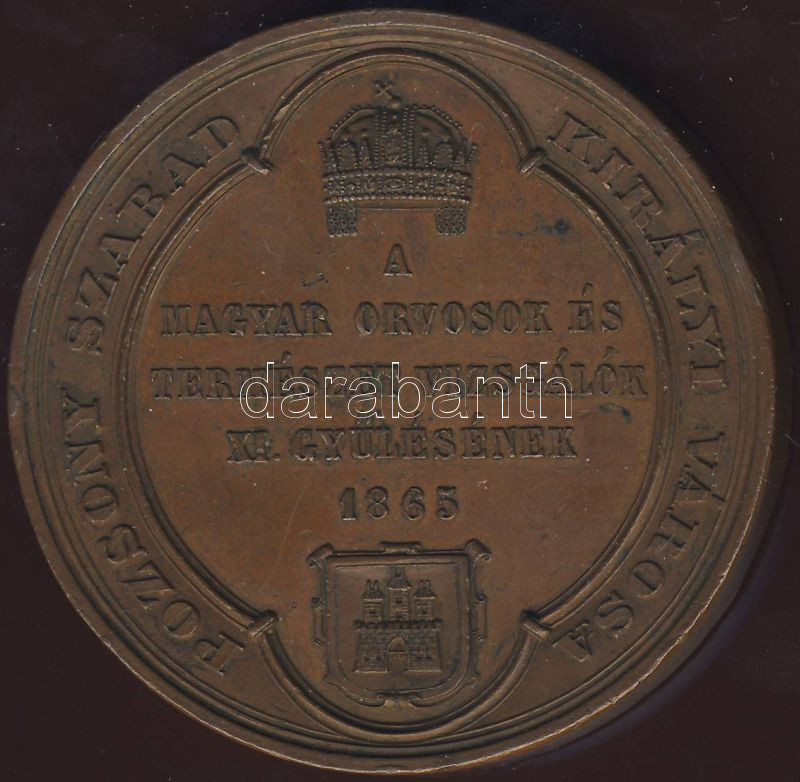 POZSONY SZABAD KIRÁLYI VÁROSA
A
MAGYAR ORVOSOK ÉS
TERMÉSZET VIZSGÁLÓK
XI. GYŰLÉSÉNEK
1865
darabanth